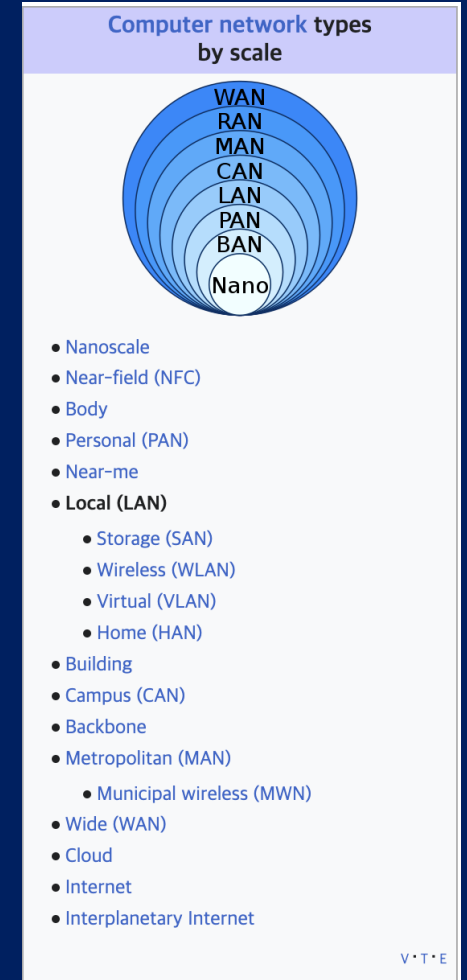 Computer network types
by scale
WAN
RAN
MAN
CAN
LAN
PAN
BAN
Nano
• Nanoscale
• Near-field (NFC)
• Body
• Personal (PAN)
• Near-me
• Local (LAN)
• Storage (SAN)
• Wireless (WLAN)
• Virtual (VLAN)
• Home (HAN)
• Building
• Campus (CAN)
• Backbone
• Metropolitan (MAN)
• Municipal wireless (MWN)
• Wide (WAN)
• Cloud
• Internet
• Interplanetary Internet
V · T · E